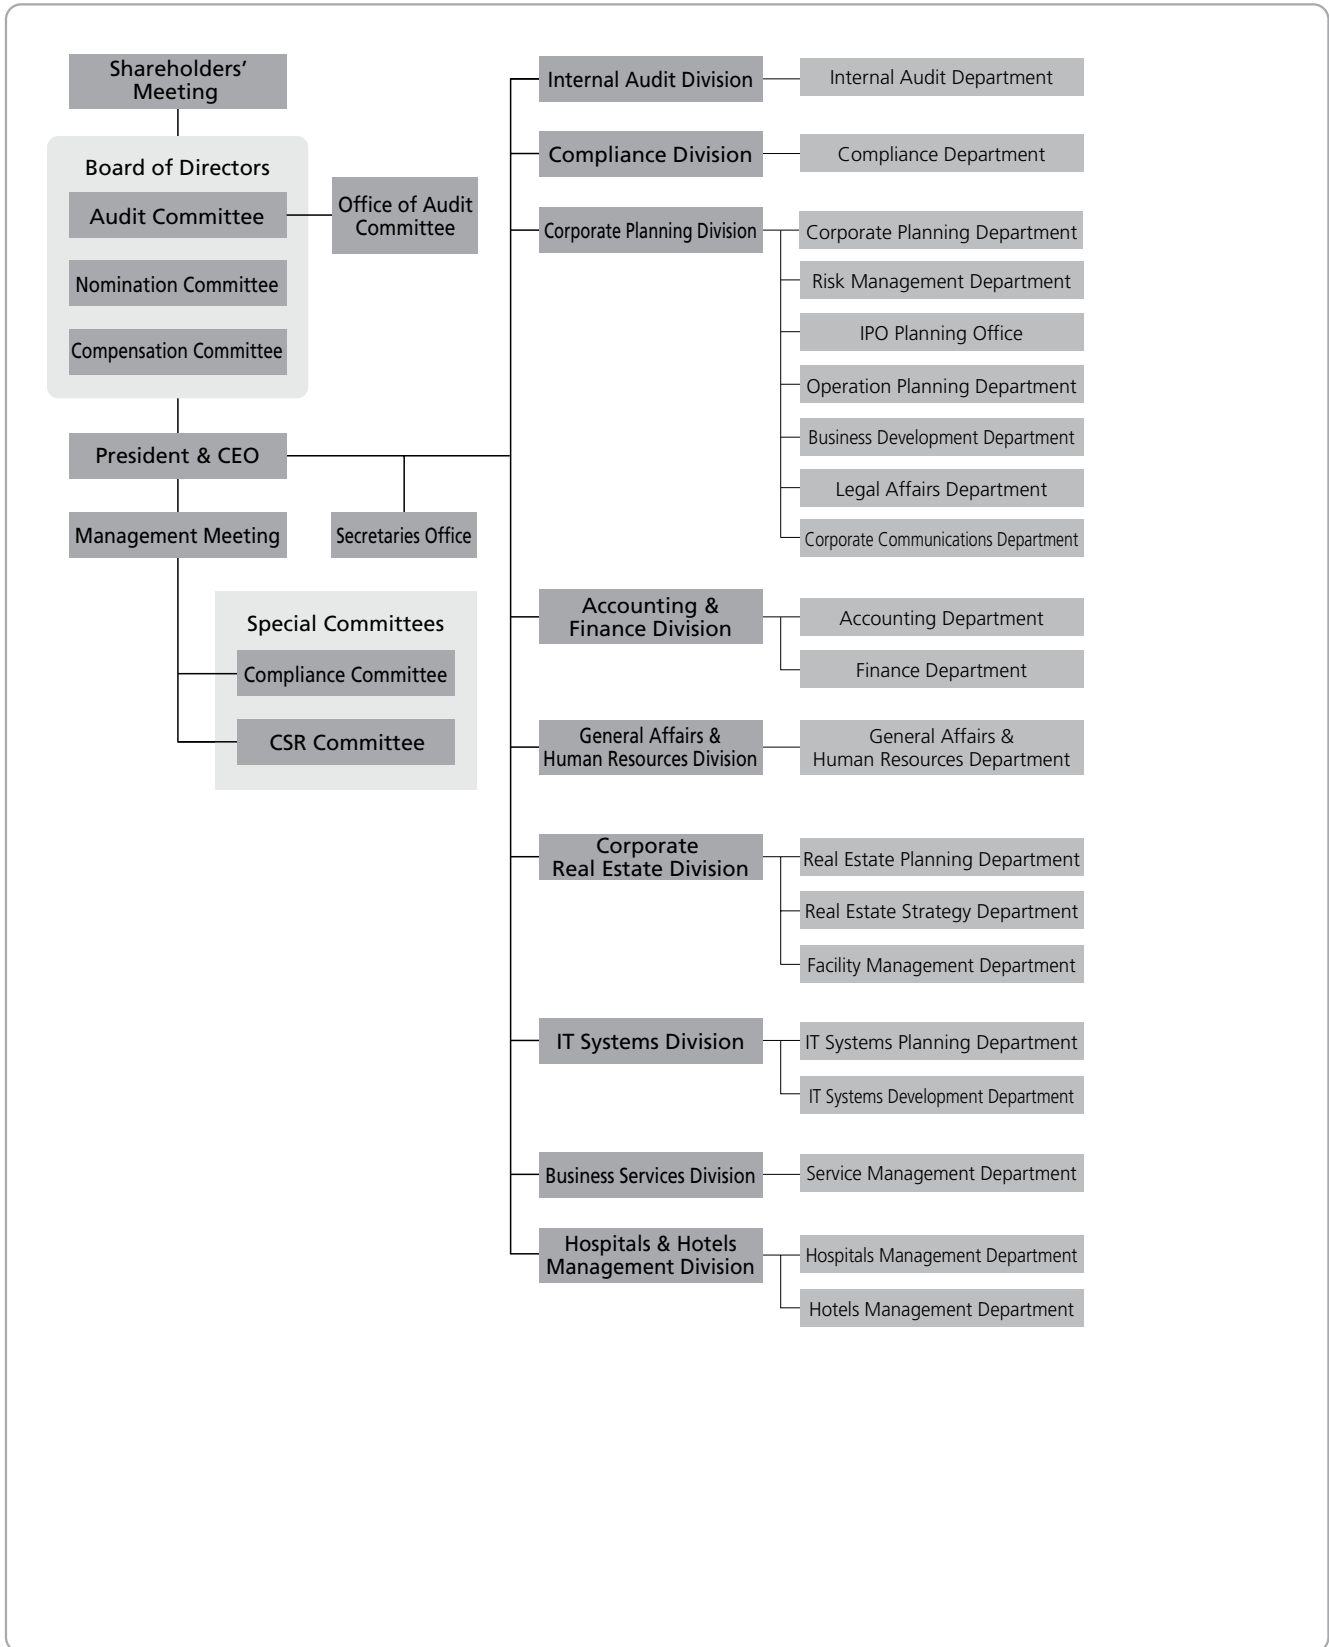 Shareholders’
Meeting
Board of Directors
Audit Committee
Office of Audit
Committee
Nomination Committee
Compensation Committee
President & CEO
Management Meeting
Secretaries Office
Special Committees
Compliance Committee
CSR Committee
Internal Audit Division
Internal Audit Department
Compliance Division
Compliance Department
Corporate Planning Division
Corporate Planning Department
Risk Management Department
IPO Planning Office
Operation Planning Department
Business Development Department
Legal Affairs Department
Corporate Communications Department
Accounting &
Finance Division
Accounting Department
Finance Department
General Affairs &
Human Resources Division
General Affairs &
Human Resources Department
Corporate
Real Estate Division
Real Estate Planning Department
Real Estate Strategy Department
Facility Management Department
IT Systems Division
IT Systems Planning Department
IT Systems Development Department
Business Services Division
Service Management Department
Hospitals & Hotels
Management Division
Hospitals Management Department
Hotels Management Department